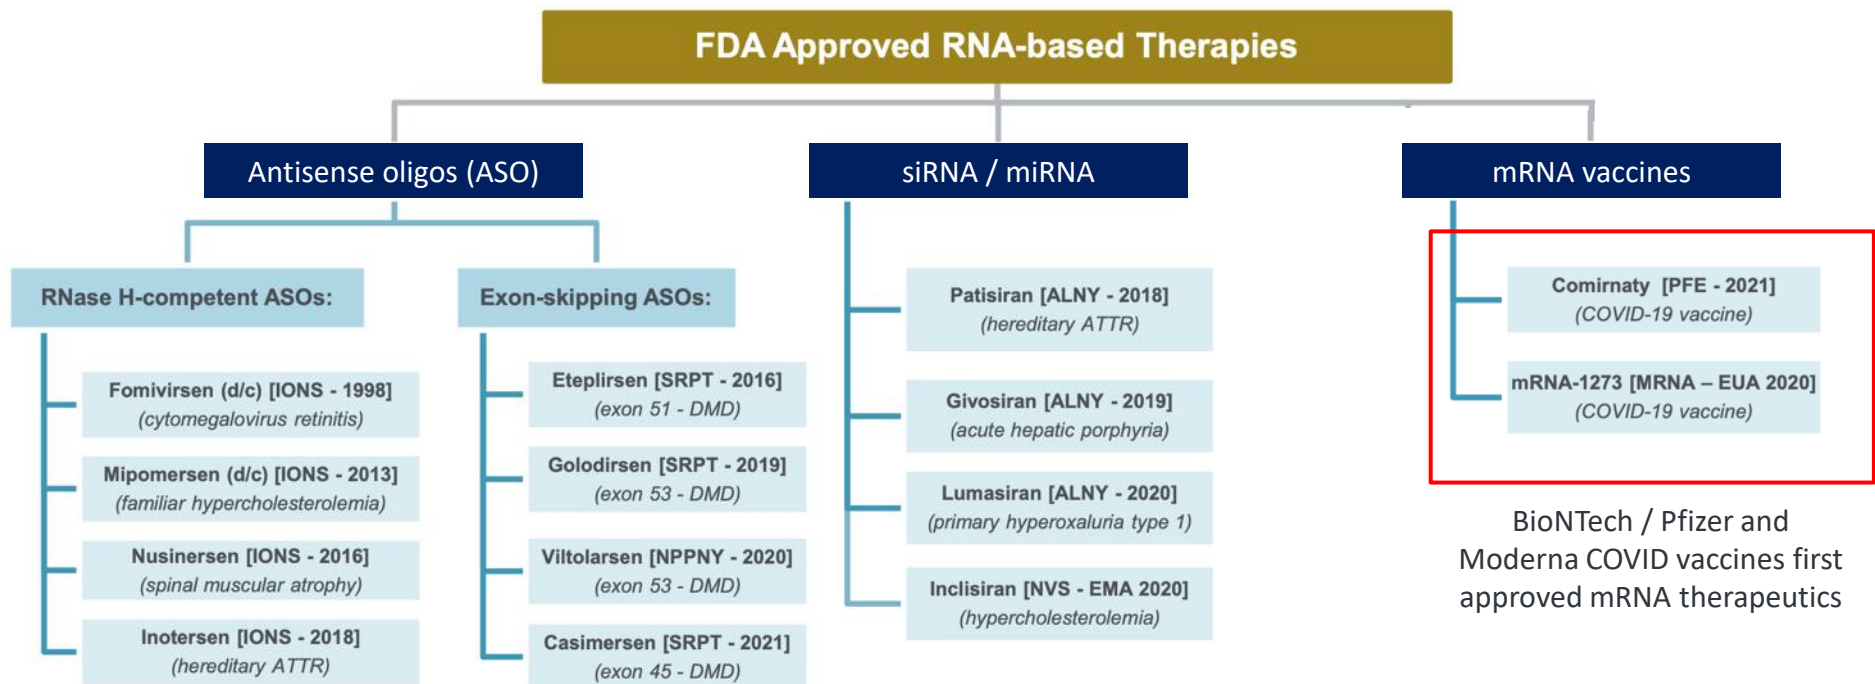 FDA Approved RNA-based Therapies
Antisense oligos (ASO)
RNase H-competent ASOs:
Fomivirsen (d/c) [IONS - 1998]
(cytomegalovirus retinitis)
Mipomersen (d/c) [IONS - 2013]
(familiar hypercholesterolemia)
Nusinersen [IONS - 2016]
(spinal muscular atrophy)
Inotersen [IONS - 2018]
(hereditary ATTR)
Exon-skipping ASOs:
Eteplirsen [SRPT - 2016]
(exon 51 - DMD)
Golodirsen [SRPT - 2019]
(exon 53 - DMD)
Viltolarsen [NPPNY - 2020]
(exon 53 - DMD)
Casimersen [SRPT - 2021]
(exon 45 - DMD)
siRNA / miRNA
Patisiran [ALNY - 2018]
(hereditary ATTR)
Givosiran [ALNY - 2019]
(acute hepatic porphyria)
Lumasiran [ALNY - 2020]
(primary hyperoxaluria type 1)
Inclisiran [NVS - EMA 2020]
(hypercholesterolemia)
mRNA vaccines
Comirnaty [PFE - 2021]
(COVID-19 vaccine)
mRNA-1273 [MRNA – EUA 2020]
(COVID-19 vaccine)
BioNTech / Pfizer and
Moderna COVID vaccines first
approved mRNA therapeutics